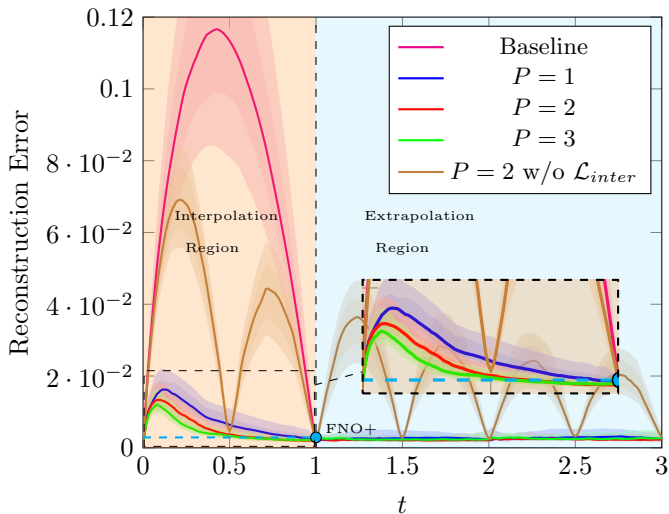 0.12
0.1
8 · 10⁻²
6 · 10⁻²
4 · 10⁻²
2 · 10⁻²
0
Reconstruction Error
Baseline
P = 1
P = 2
P = 3
P = 2 w/o ℒ_inter
Interpolation
Region
Extrapolation
Region
FNO+
0 0.5 1 1.5 2 2.5 3
t